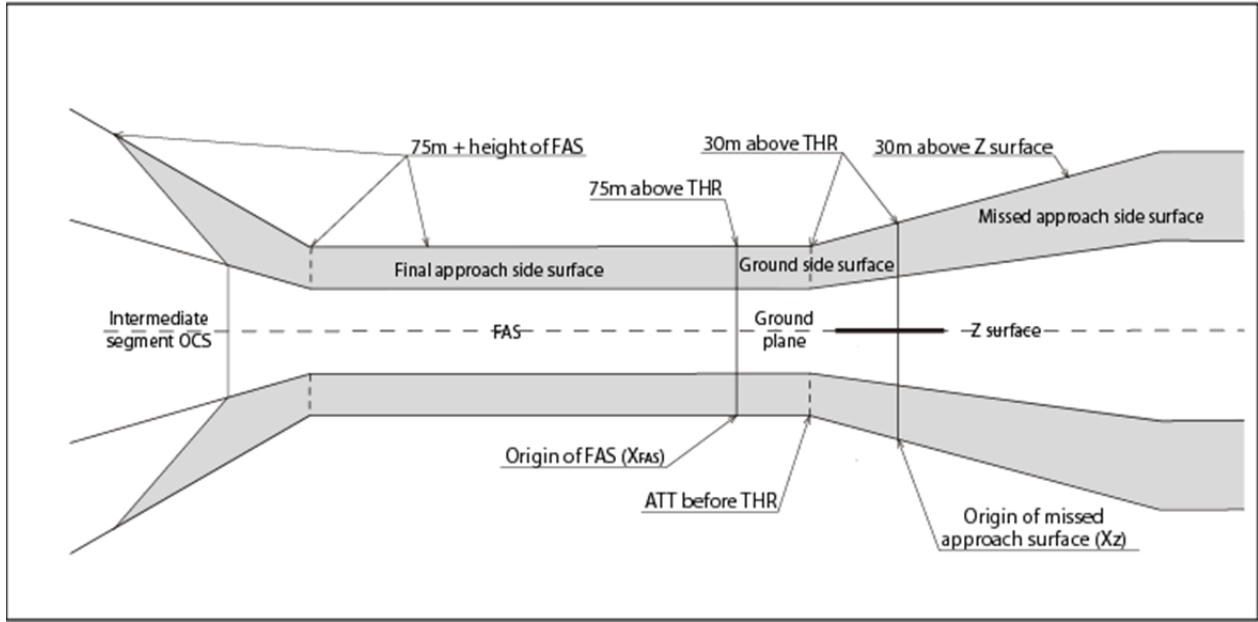 75m + height of FAS
30m above THR
30m above Z surface
75m above THR
Missed approach side surface
Final approach side surface
Ground side surface
Intermediate
segment OCS
FAS
Ground
plane
Z surface
Origin of FAS (XFAS)
ATT before THR
Origin of missed
approach surface (Xz)